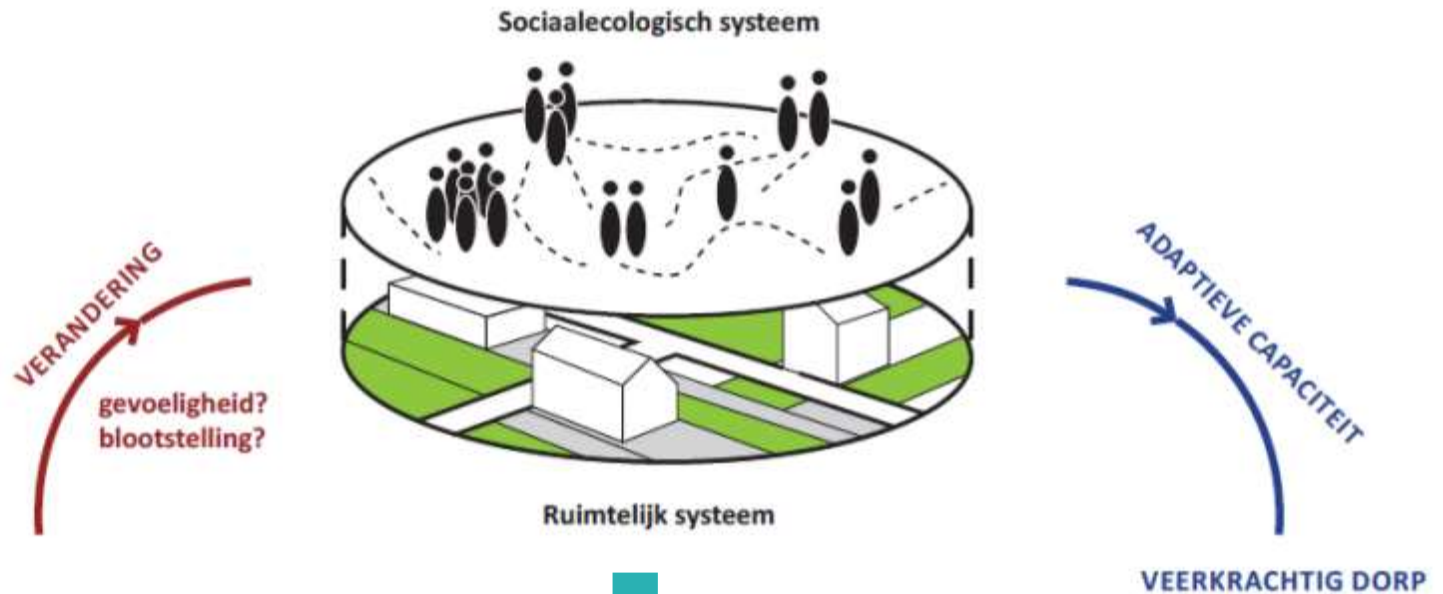 Sociaalecologisch systeem
VERANDERING
gevoeligheid?
blootstelling?
ADAPTIEVE CAPACITEIT
Ruimtelijk systeem
VEERKRACHTIG DORP